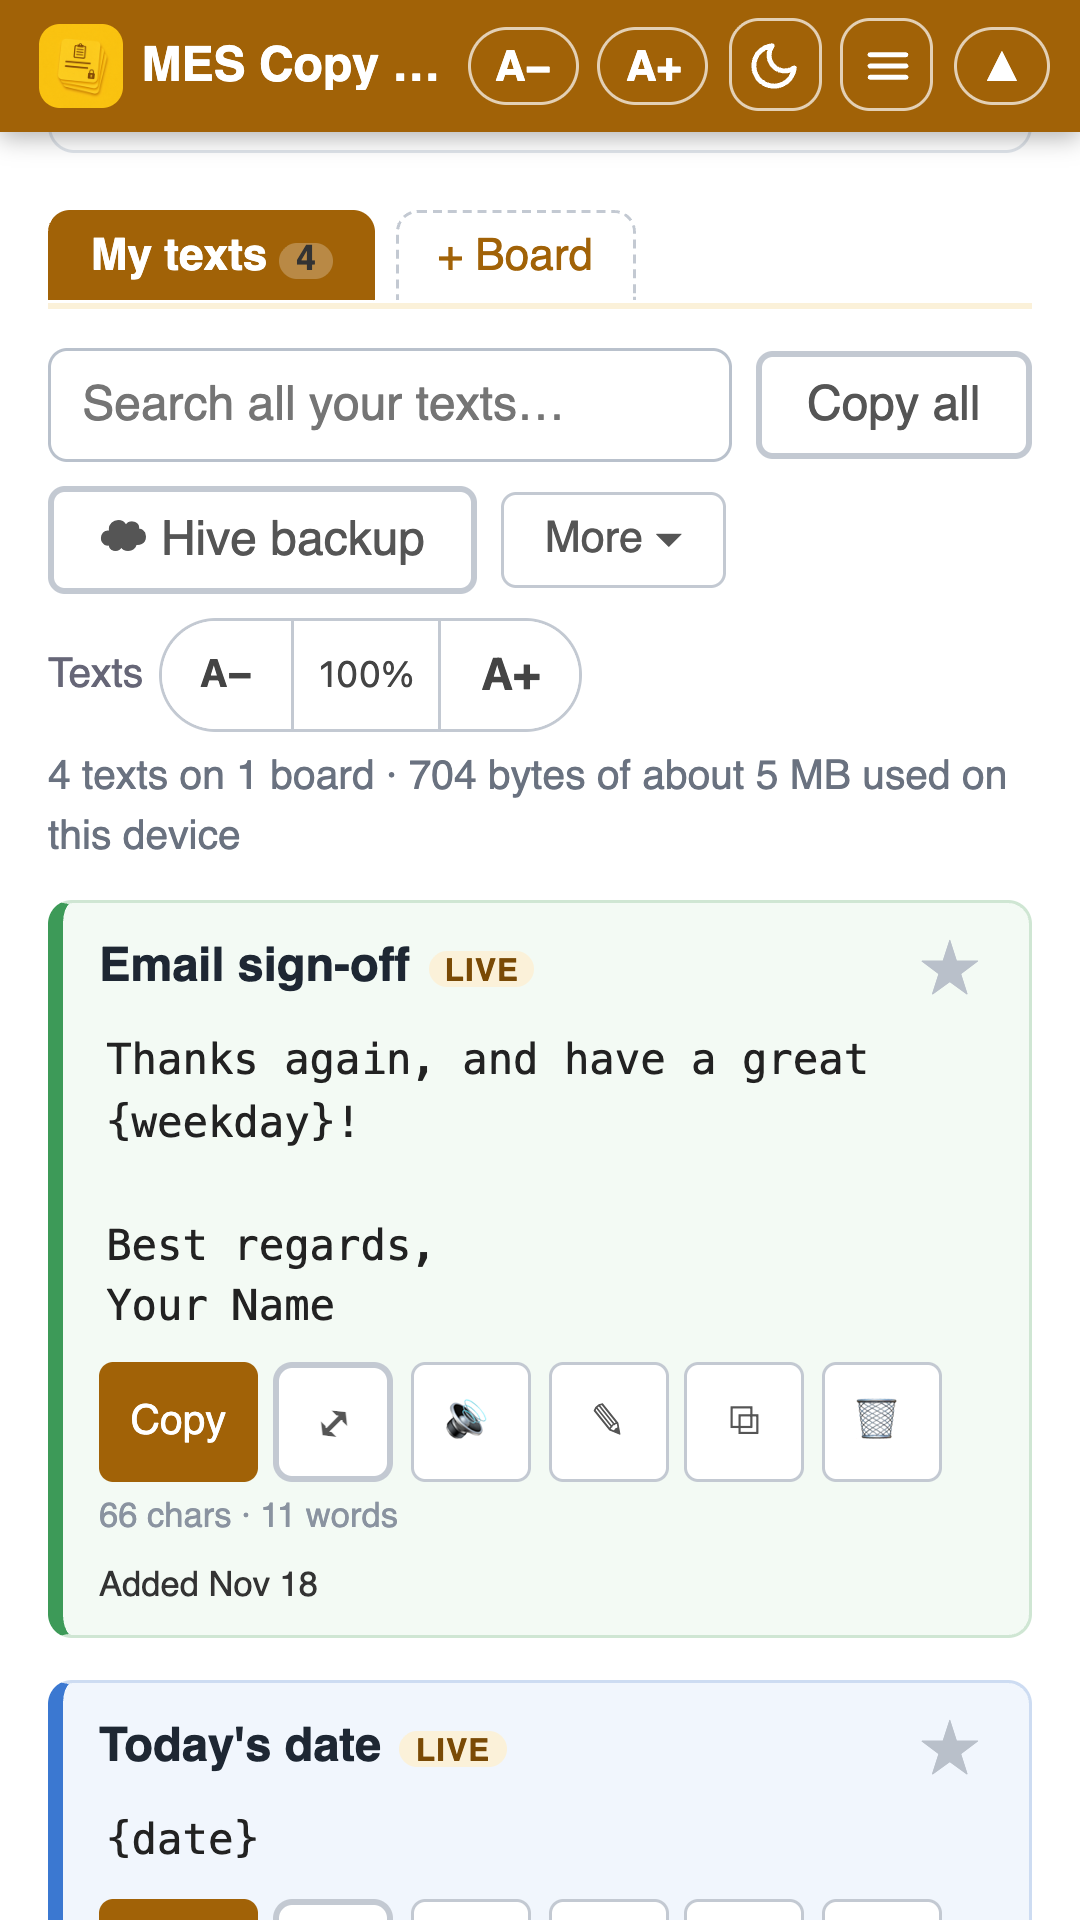 MES Copy ...
A−
A+
My texts 4
+ Board
Search all your texts...
Copy all
Hive backup
More
Texts
A−
100%
A+
4 texts on 1 board · 704 bytes of about 5 MB used on
this device
Email sign-off LIVE
Thanks again, and have a great
{weekday}!
Best regards,
Your Name
Copy
66 chars · 11 words
Added Nov 18
Today's date LIVE
{date}